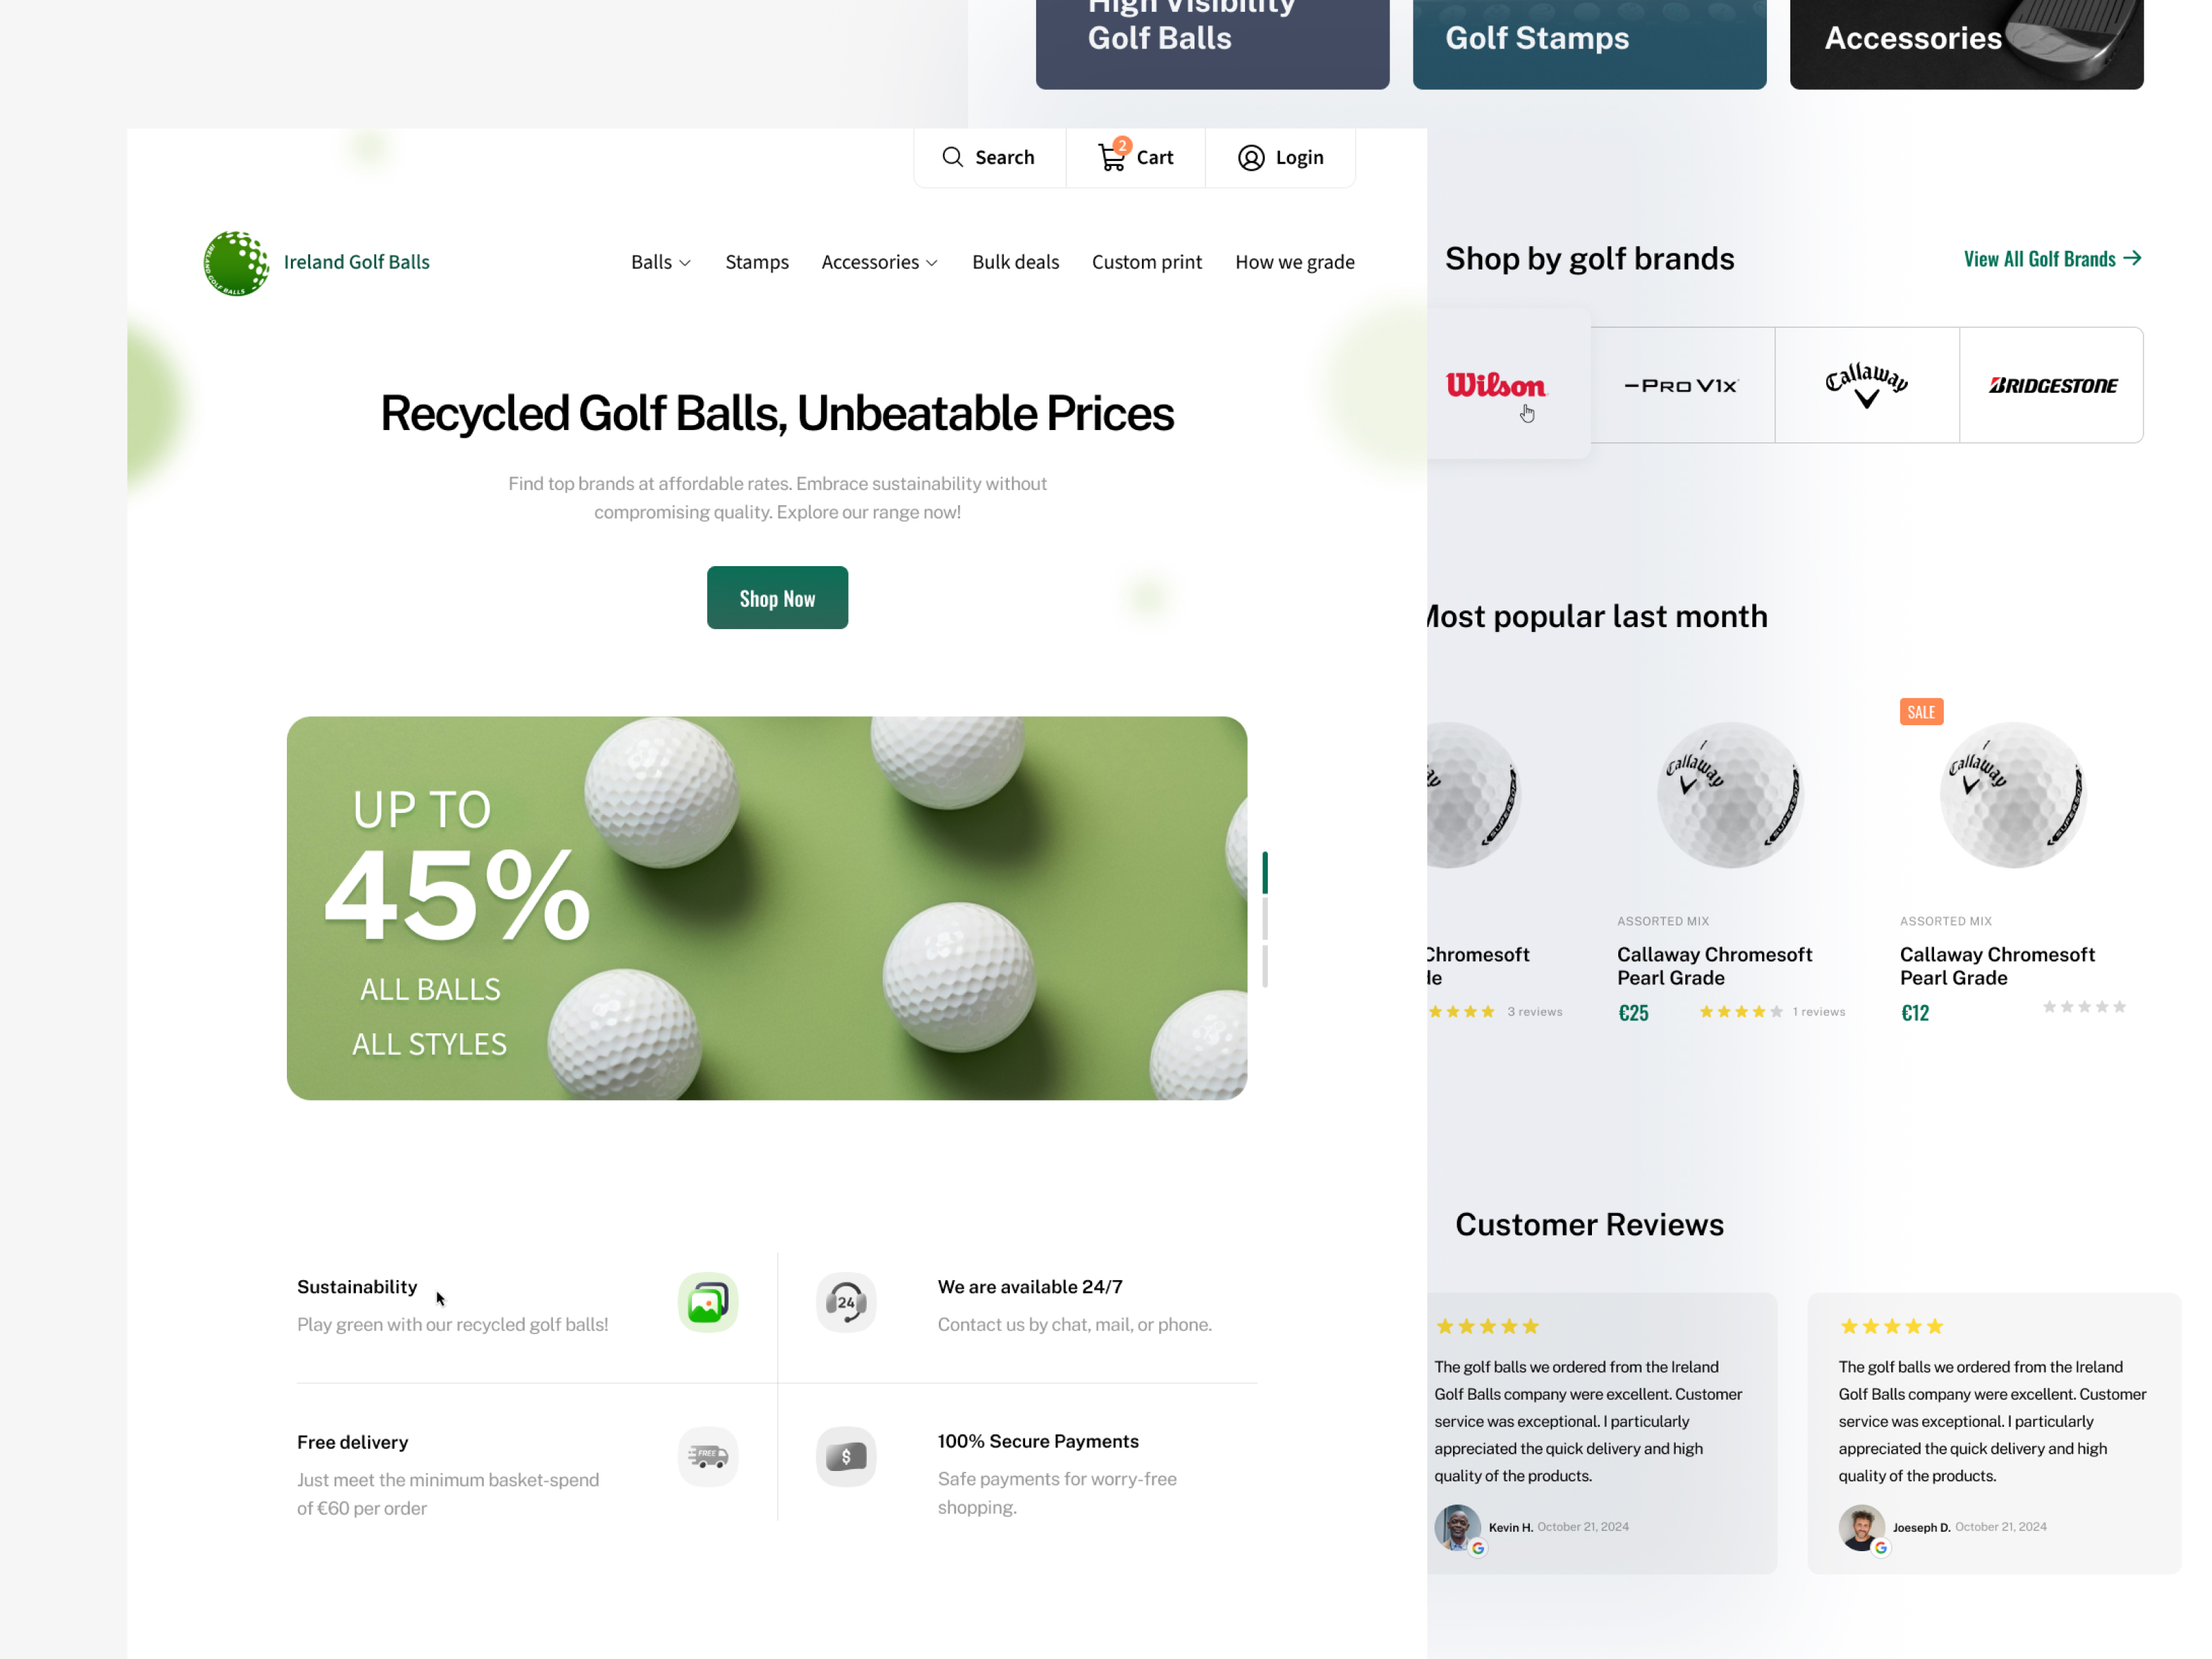 High Visibility
Golf Balls
Golf Stamps
Accessories
Search
2
Cart
Login
IRELAND GOLF BALLS
Ireland Golf Balls
Balls
Stamps
Accessories
Bulk deals
Custom print
How we grade
Recycled Golf Balls, Unbeatable Prices
Find top brands at affordable rates. Embrace sustainability without
compromising quality. Explore our range now!
Shop Now
UP TO
45%
ALL BALLS
ALL STYLES
Sustainability
Play green with our recycled golf balls!
24
We are available 24/7
Contact us by chat, mail, or phone.
Free delivery
Just meet the minimum basket-spend
of €60 per order
FREE
$
100% Secure Payments
Safe payments for worry-free
shopping.
Shop by golf brands
View All Golf Brands
Wilson
PRO V1x
Callaway
BRIDGESTONE
Most popular last month
SUPERSOFT
Callaway
SUPERSOFT
SALE
Callaway
SUPERSOFT
Chromesoft
3 reviews
ASSORTED MIX
Callaway Chromesoft
Pearl Grade
€25
1 reviews
ASSORTED MIX
Callaway Chromesoft
Pearl Grade
€12
Customer Reviews
The golf balls we ordered from the Ireland
Golf Balls company were excellent. Customer
service was exceptional. I particularly
appreciated the quick delivery and high
quality of the products.
Kevin H. October 21, 2024
G
The golf balls we ordered from the Ireland
Golf Balls company were excellent. Customer
service was exceptional. I particularly
appreciated the quick delivery and high
quality of the products.
Joeseph D. October 21, 2024
G